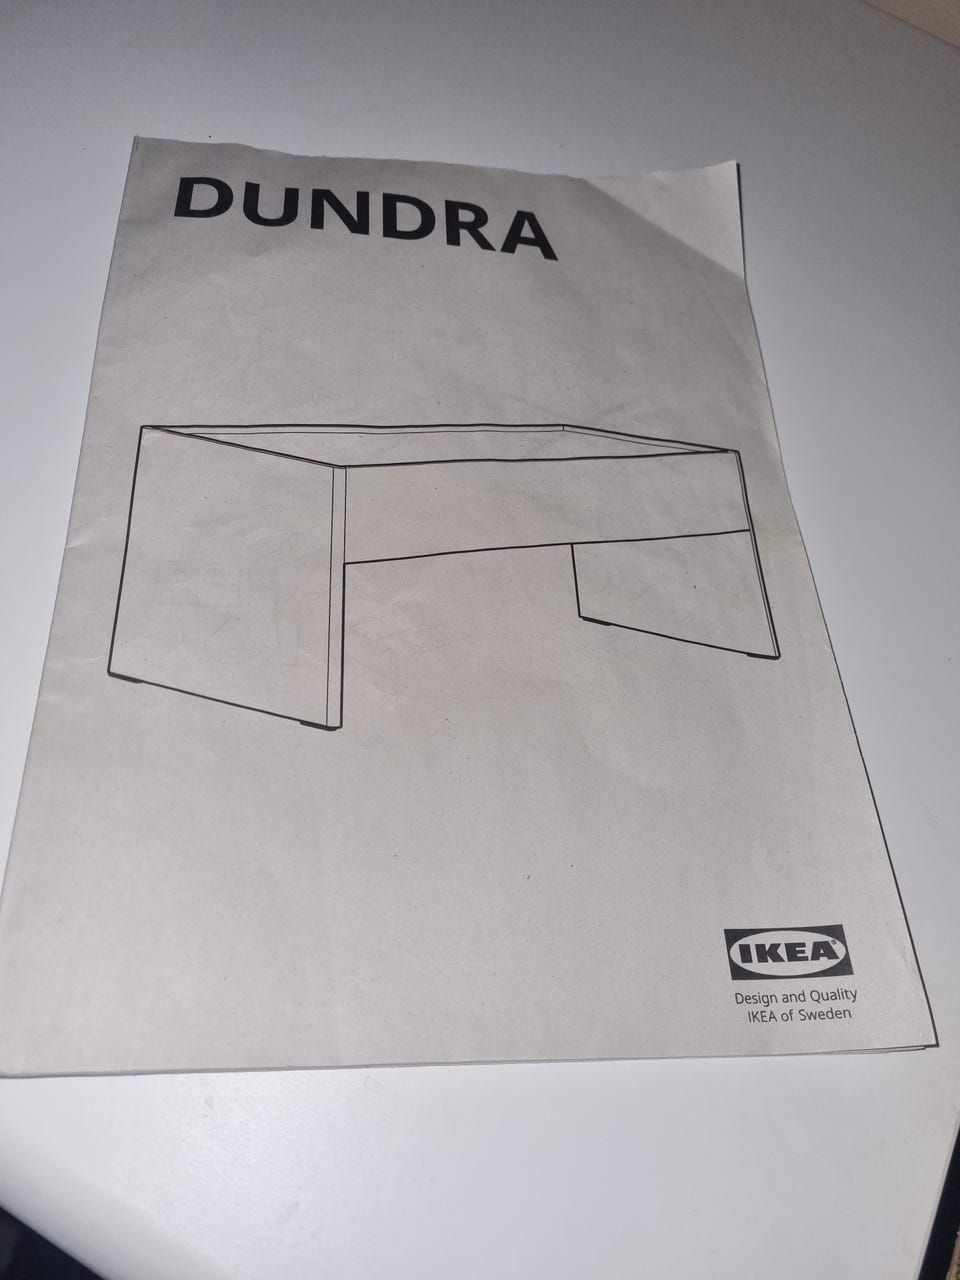 DUNDRA
IKEA®
Design and Quality
IKEA of Sweden